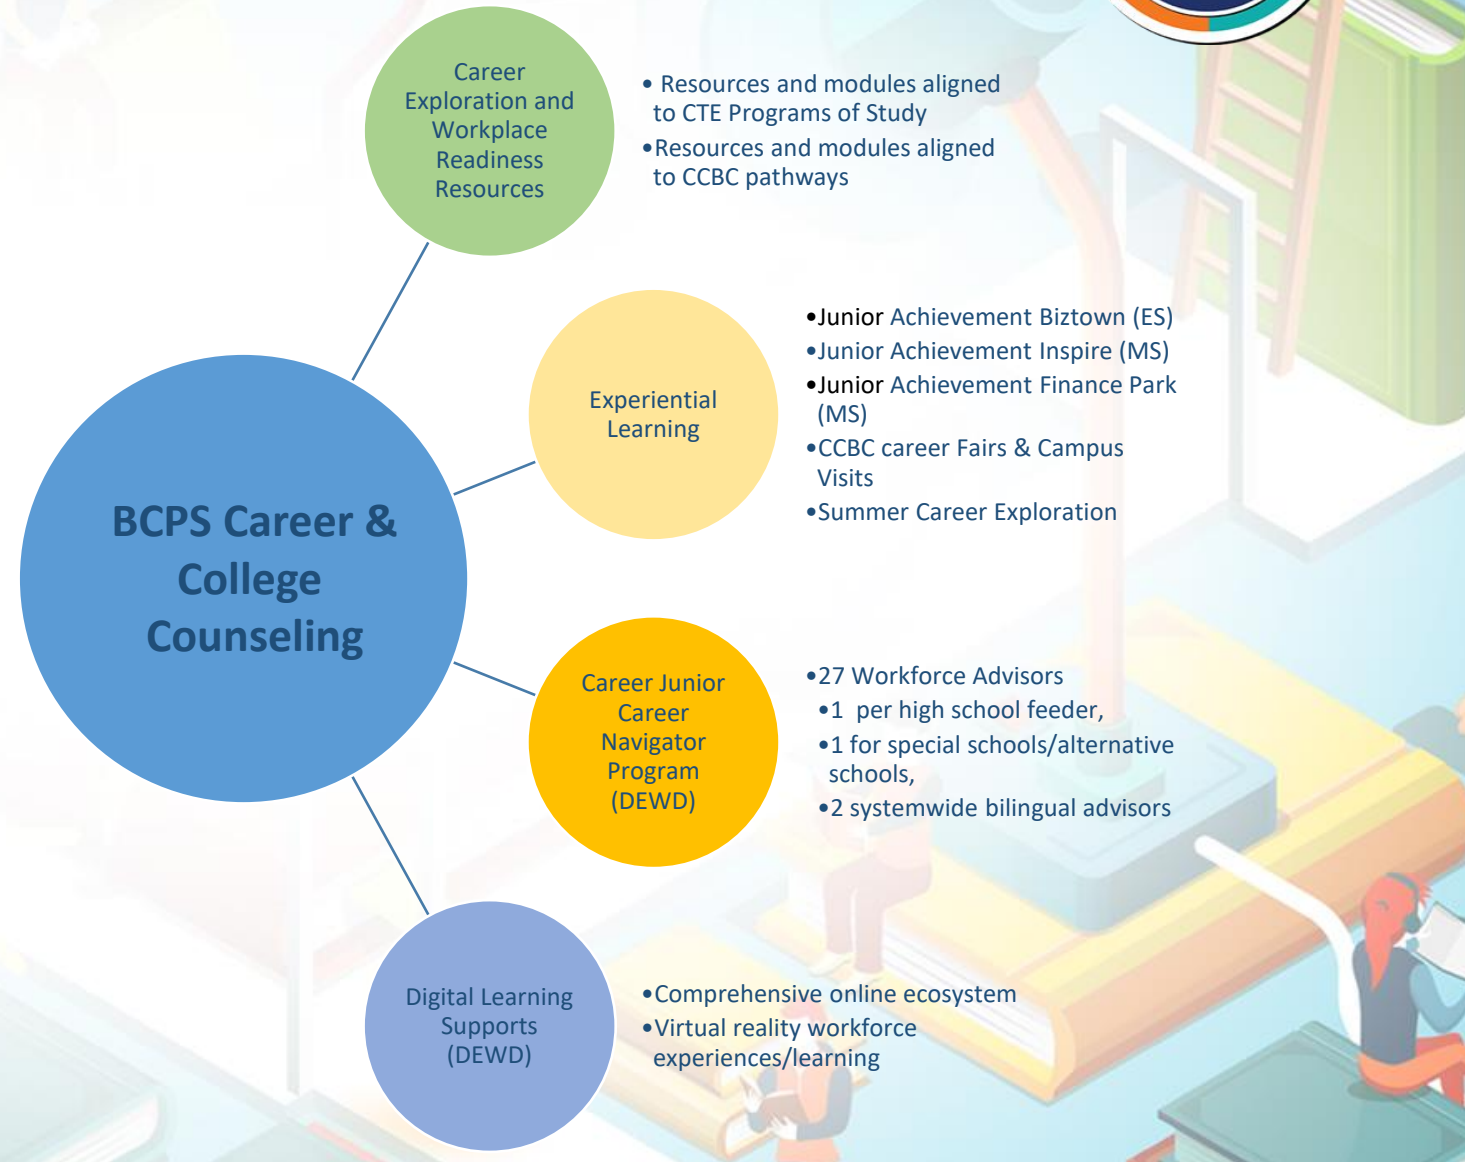 Career
Exploration and
Workplace
Readiness
Resources
• Resources and modules aligned
to CTE Programs of Study
•Resources and modules aligned
to CCBC pathways
Experiential
Learning
•Junior Achievement Biztown (ES)
•Junior Achievement Inspire (MS)
•Junior Achievement Finance Park
(MS)
•CCBC career Fairs & Campus
Visits
•Summer Career Exploration
BCPS Career &
College
Counseling
Career Junior
Career
Navigator
Program
(DEWD)
•27 Workforce Advisors
•1 per high school feeder,
•1 for special schools/alternative
schools,
•2 systemwide bilingual advisors
Digital Learning
Supports
(DEWD)
•Comprehensive online ecosystem
•Virtual reality workforce
experiences/learning